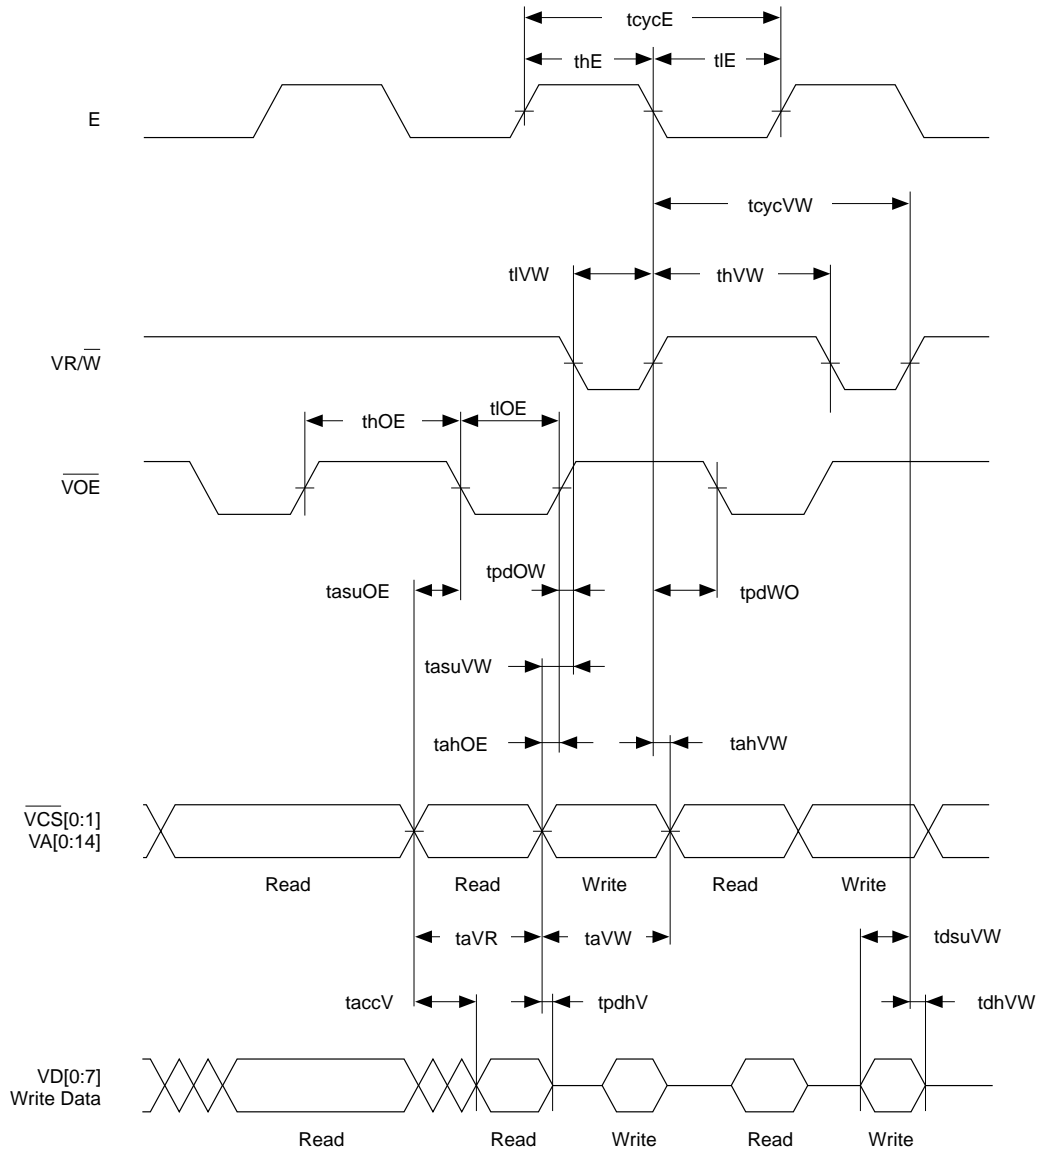 tcycE
thE
tlE
E
tcycVW
tlVW
thVW
VR/W̅
thOE
tlOE
V̅O̅E̅
tpdOW
tasuOE
tpdWO
tasuVW
tahOE
tahVW
V̅C̅S̅[0:1]
VA[0:14]
Read
Read
Write
Read
Write
taVR
taVW
tdsuVW
taccV
tpdhV
tdhVW
VD[0:7]
Write Data
Read
Read
Write
Read
Write